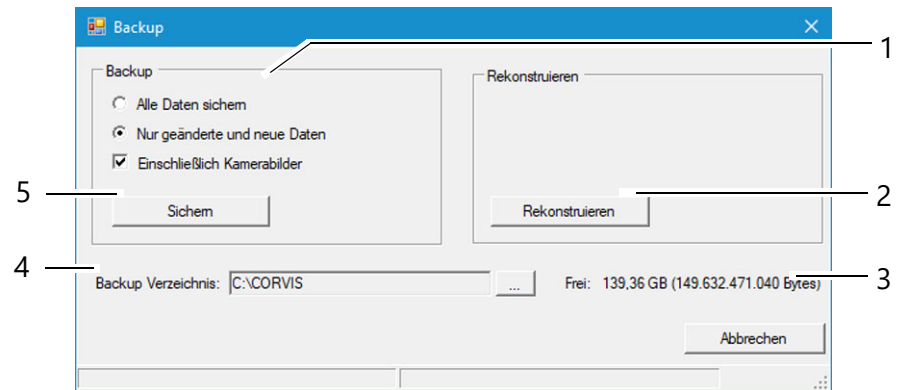 Backup
1
Backup
Alle Daten sichern
Nur geänderte und neue Daten
Einschließlich Kamerabilder
5
Sichern
Rekonstruieren
2
Rekonstruieren
4
Backup Verzeichnis: C:\CORVIS ...
Frei: 139,36 GB (149.632.471.040 Bytes)
3
Abbrechen